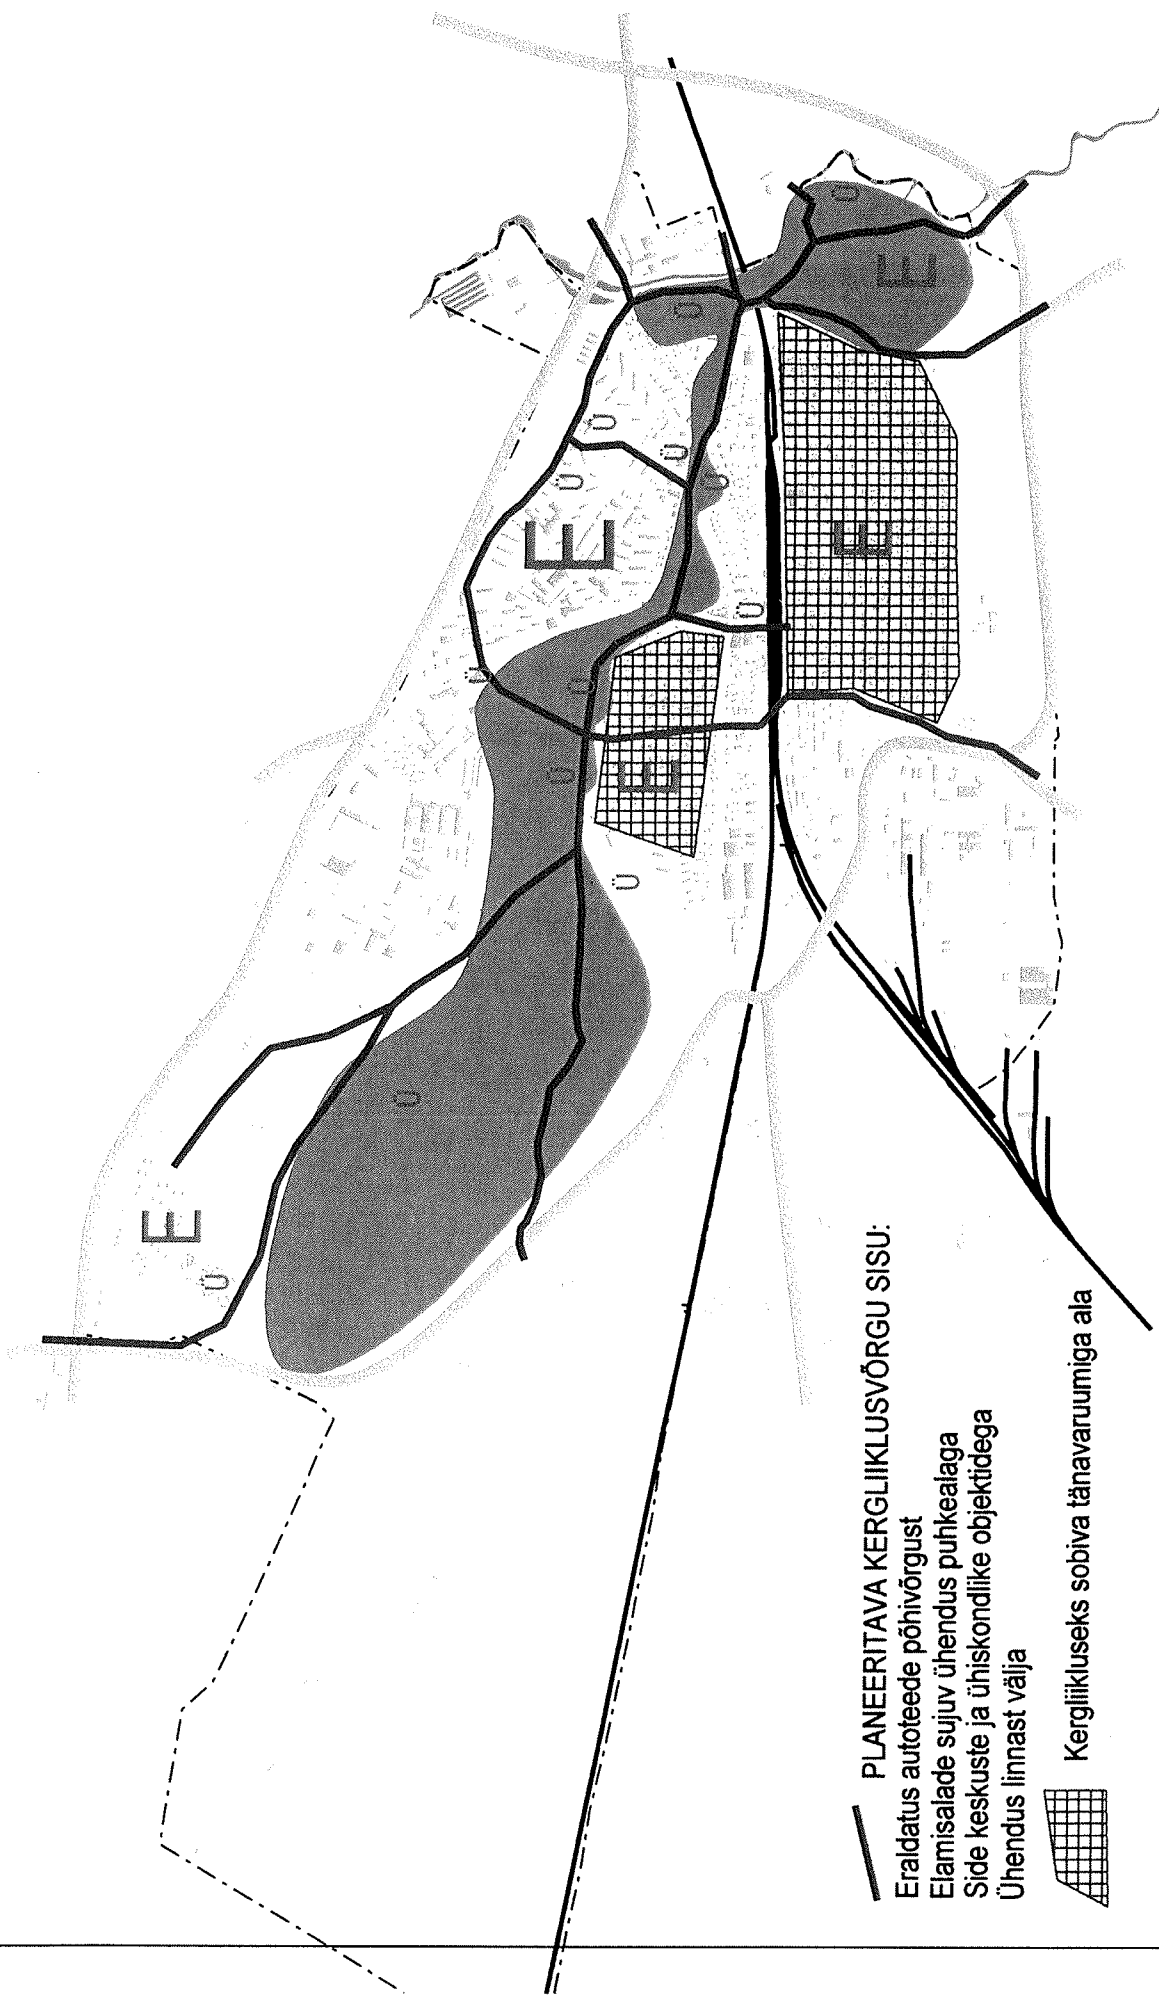 PLANEERITAVA KERGLIIKLUSVÕRGU SISU:
Eraldatus autoteede põhivõrgust
Elamisalade sujuv ühendus puhkealaga
Side keskuste ja ühiskondlike objektidega
Ühendus linnast välja
Kergliikluseks sobiva tänavaruumiga ala
E
Ü
Ü
Ü
Ü
E
Ü
Ü
E
Ü
Ü
Ü
Ü
Ü
Ü
E
Ü
E
Ü